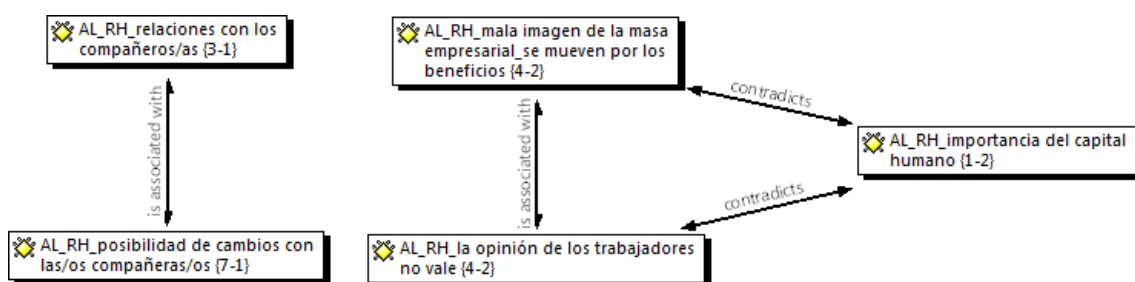 AL_RH_relaciones con los
compañeros/as {3-1}
AL_RH_mala imagen de la masa
empresarial_se mueven por los
beneficios {4-2}
contradicts
is associated with
is associated with
AL_RH_importancia del capital
humano {1-2}
contradicts
AL_RH_posibilidad de cambios con
las/os compañeras/os {7-1}
AL_RH_la opinión de los trabajadores
no vale {4-2}